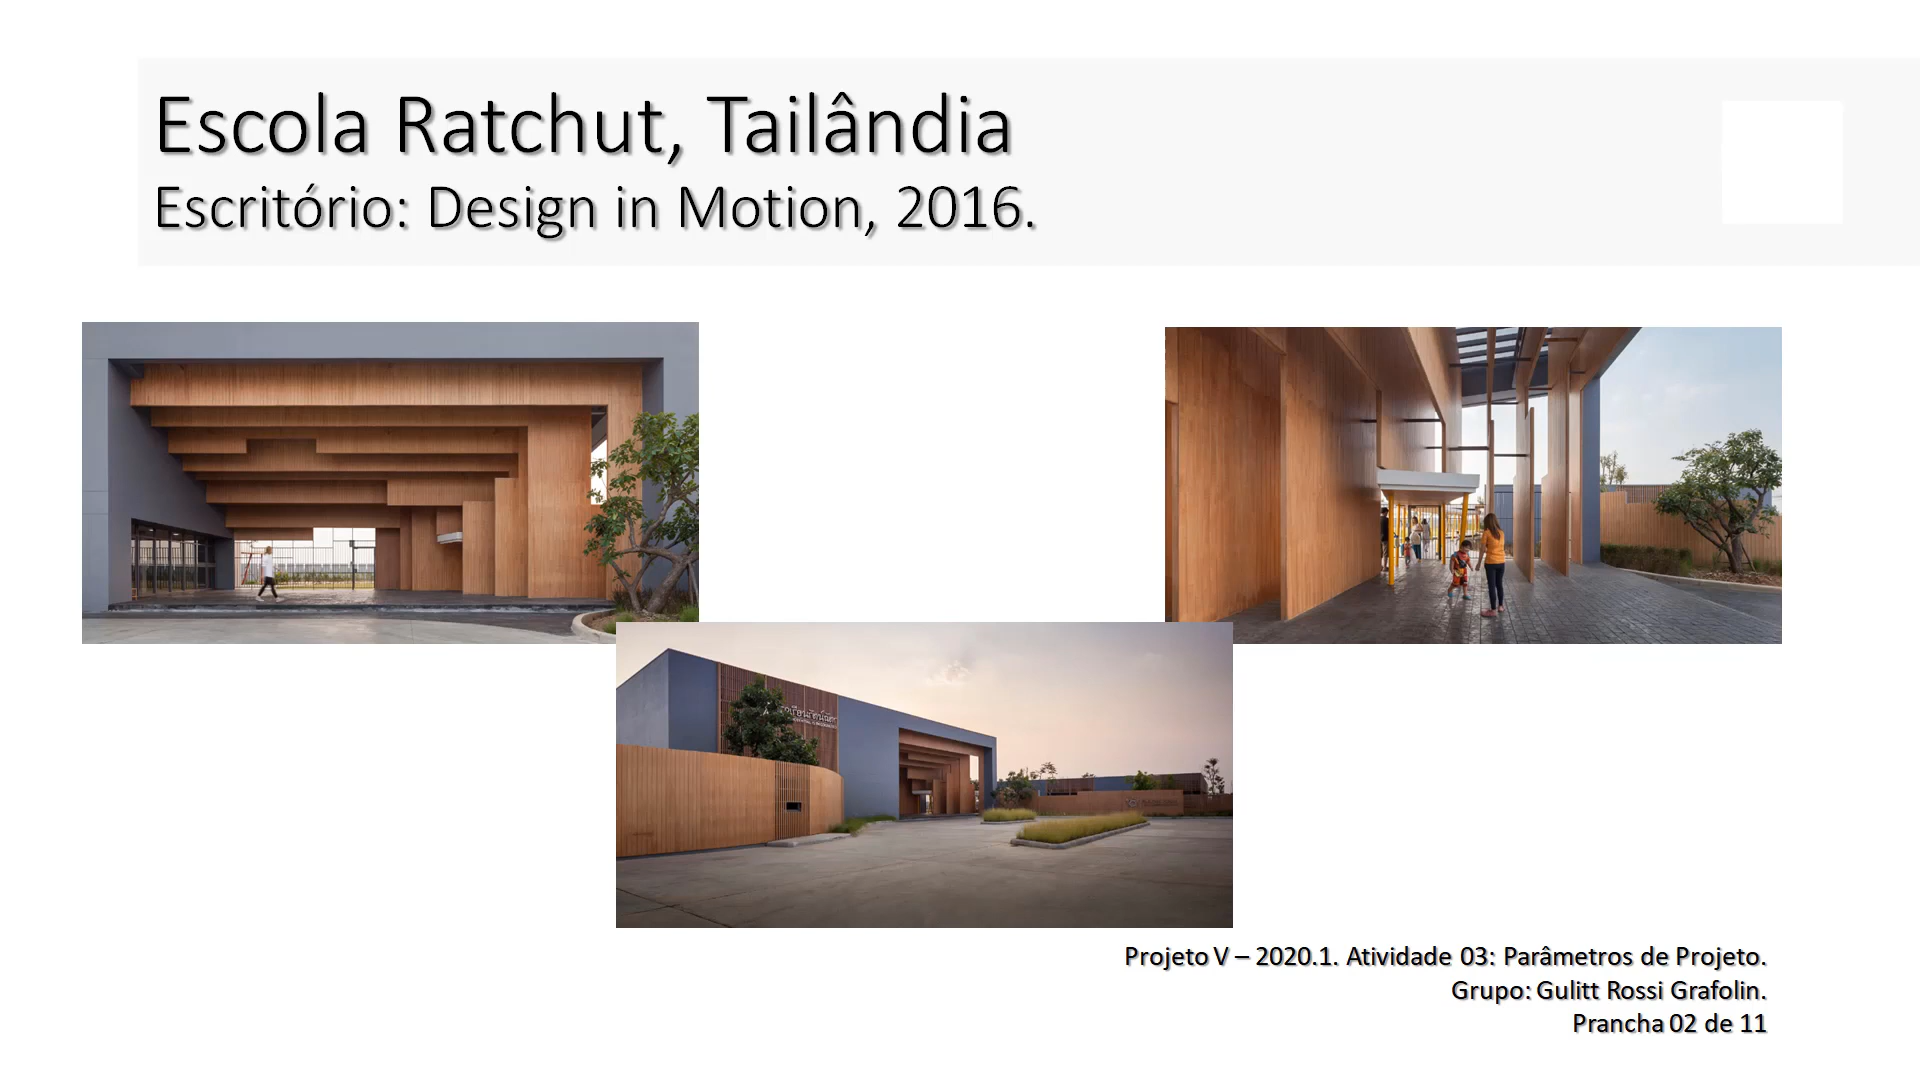 Escola Ratchut, Tailândia
Escritório: Design in Motion, 2016.
Projeto V – 2020.1. Atividade 03: Parâmetros de Projeto.
Grupo: Gulitt Rossi Grafolin.
Prancha 02 de 11